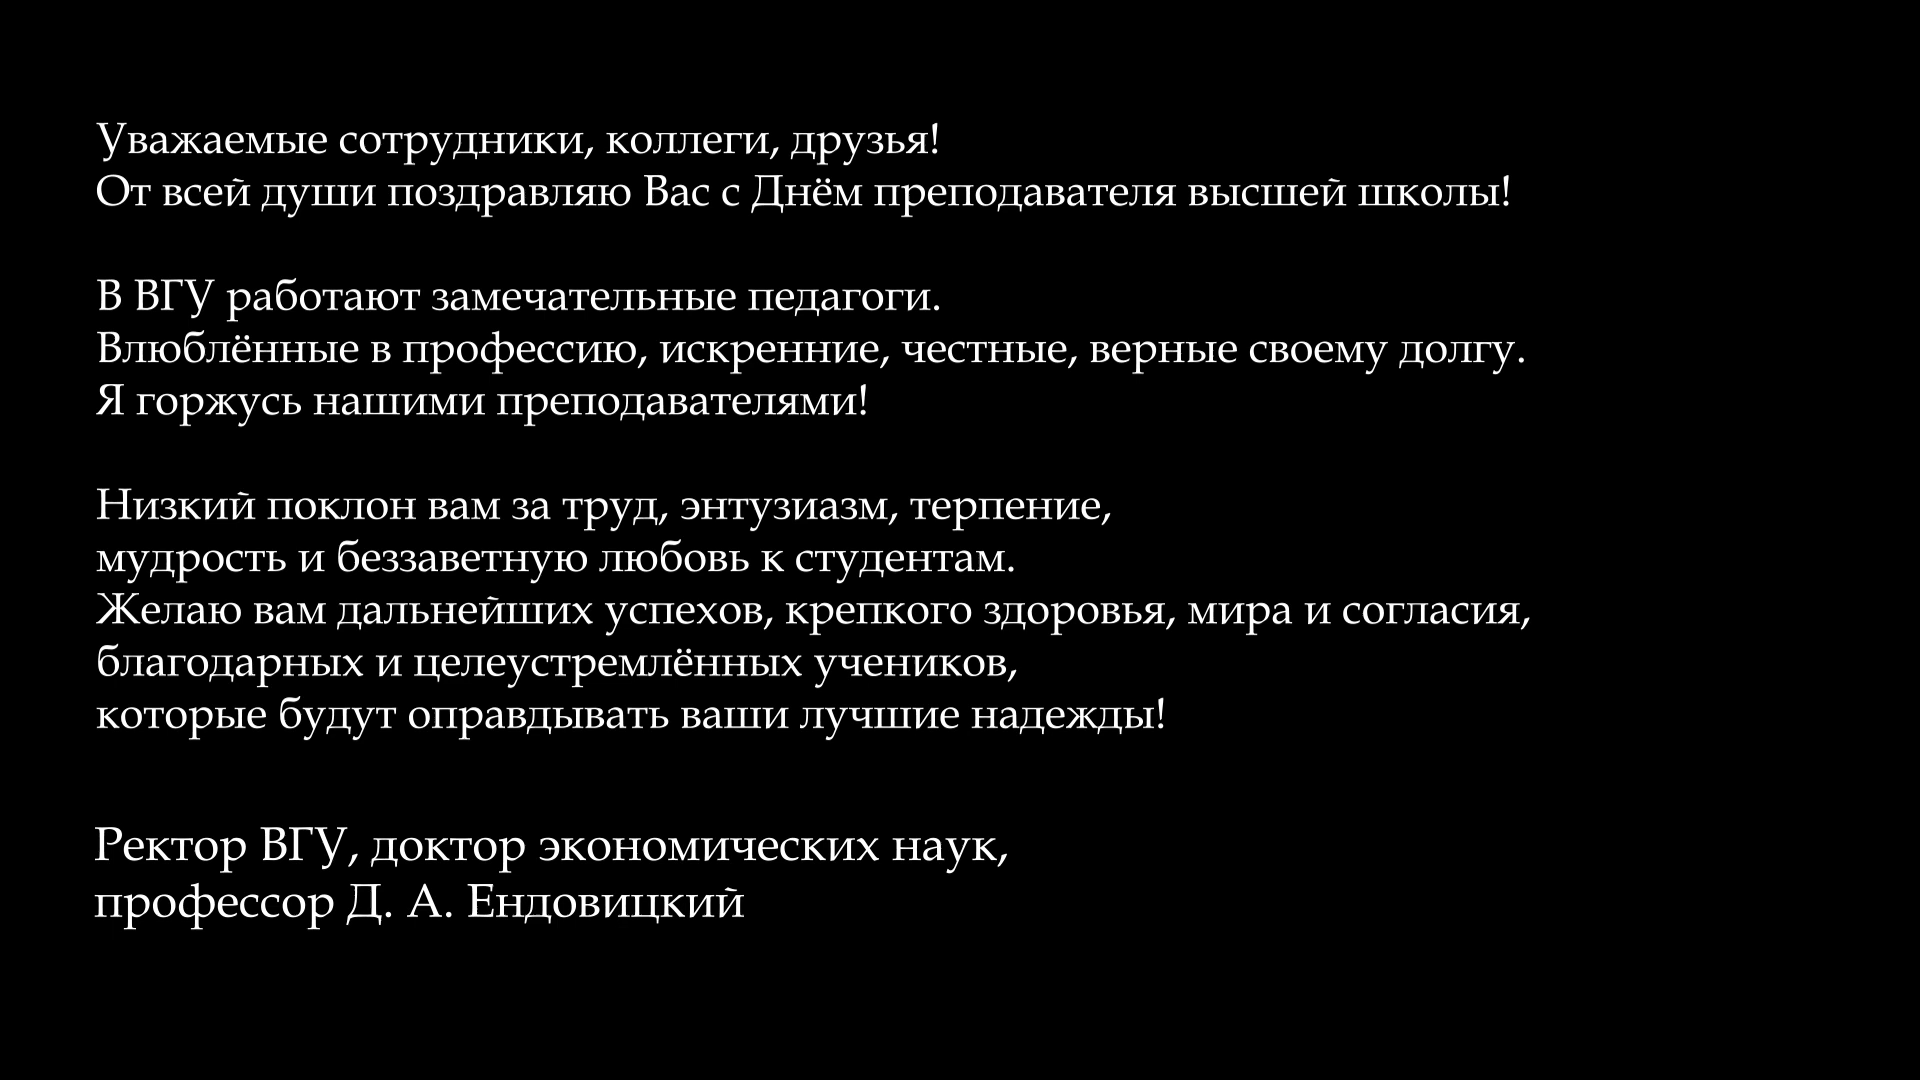 Уважаемые сотрудники, коллеги, друзья!
От всей души поздравляю Вас с Днём преподавателя высшей школы!
В ВГУ работают замечательные педагоги.
Влюблённые в профессию, искренние, честные, верные своему долгу.
Я горжусь нашими преподавателями!
Низкий поклон вам за труд, энтузиазм, терпение,
мудрость и беззаветную любовь к студентам.
Желаю вам дальнейших успехов, крепкого здоровья, мира и согласия,
благодарных и целеустремлённых учеников,
которые будут оправдывать ваши лучшие надежды!
Ректор ВГУ, доктор экономических наук,
профессор Д. А. Ендовицкий